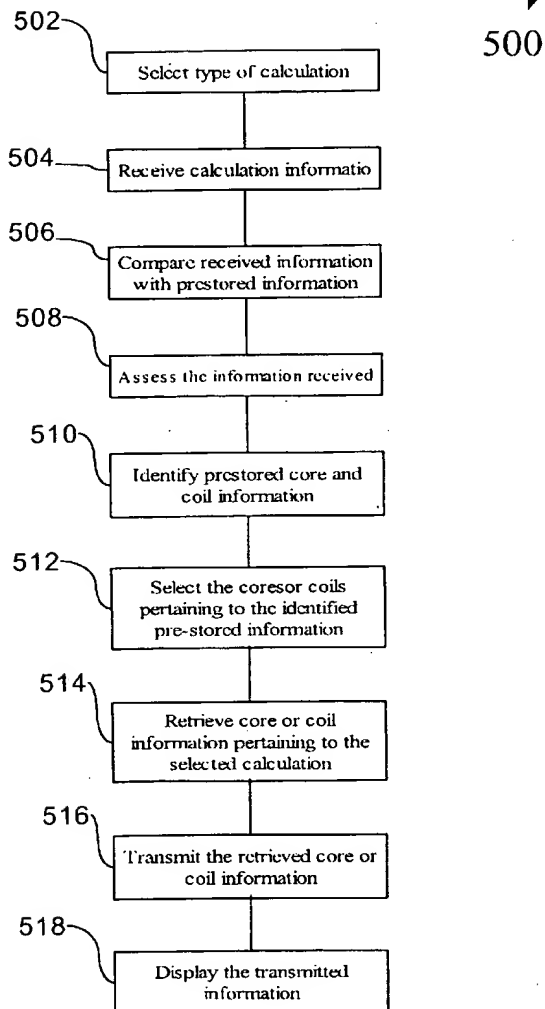 502
500
Select type of calculation
504
Receive calculation informatio
506
Compare received information
with prestored information
508
Assess the information received
510
Identify prestored core and
coil information
512
Select the coresor coils
pertaining to the identified
pre-stored information
514
Retrieve core or coil
information pertaining to the
selected calculation
516
Transmit the retrieved core or
coil information
518
Display the transmitted
information